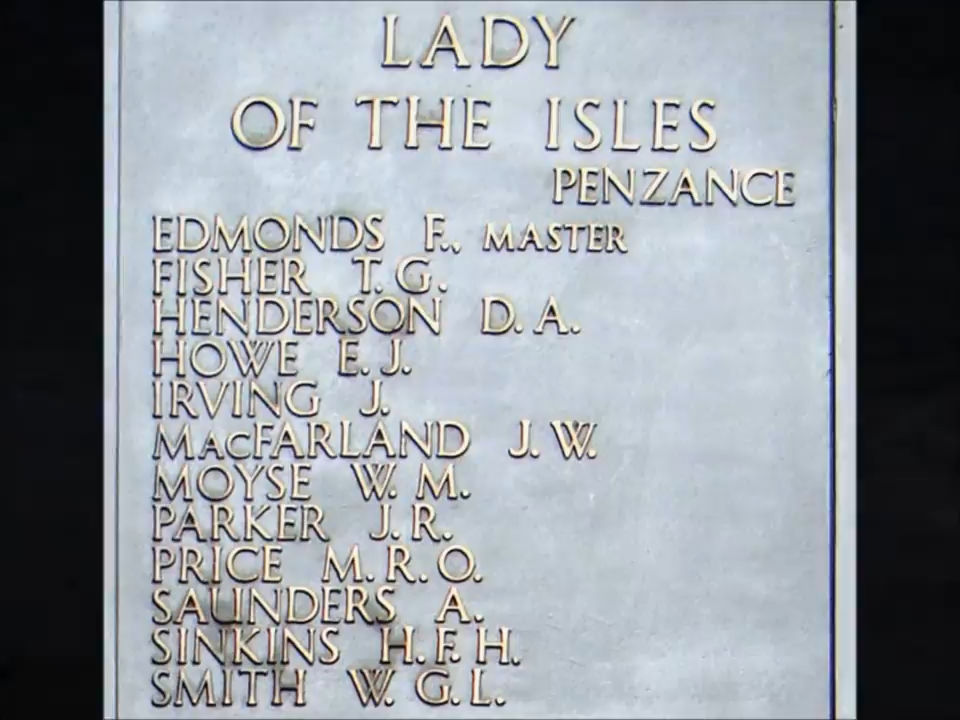 LADY
OF THE ISLES
PENZANCE
EDMONDS F., MASTER
FISHER T. G.
HENDERSON D. A.
HOWE E. J.
IRVING J.
MACFARLAND J. W.
MOYSE W. M.
PARKER J. R.
PRICE M. R. O.
SAUNDERS A.
SINKINS H. F. H.
SMITH W. G. L.